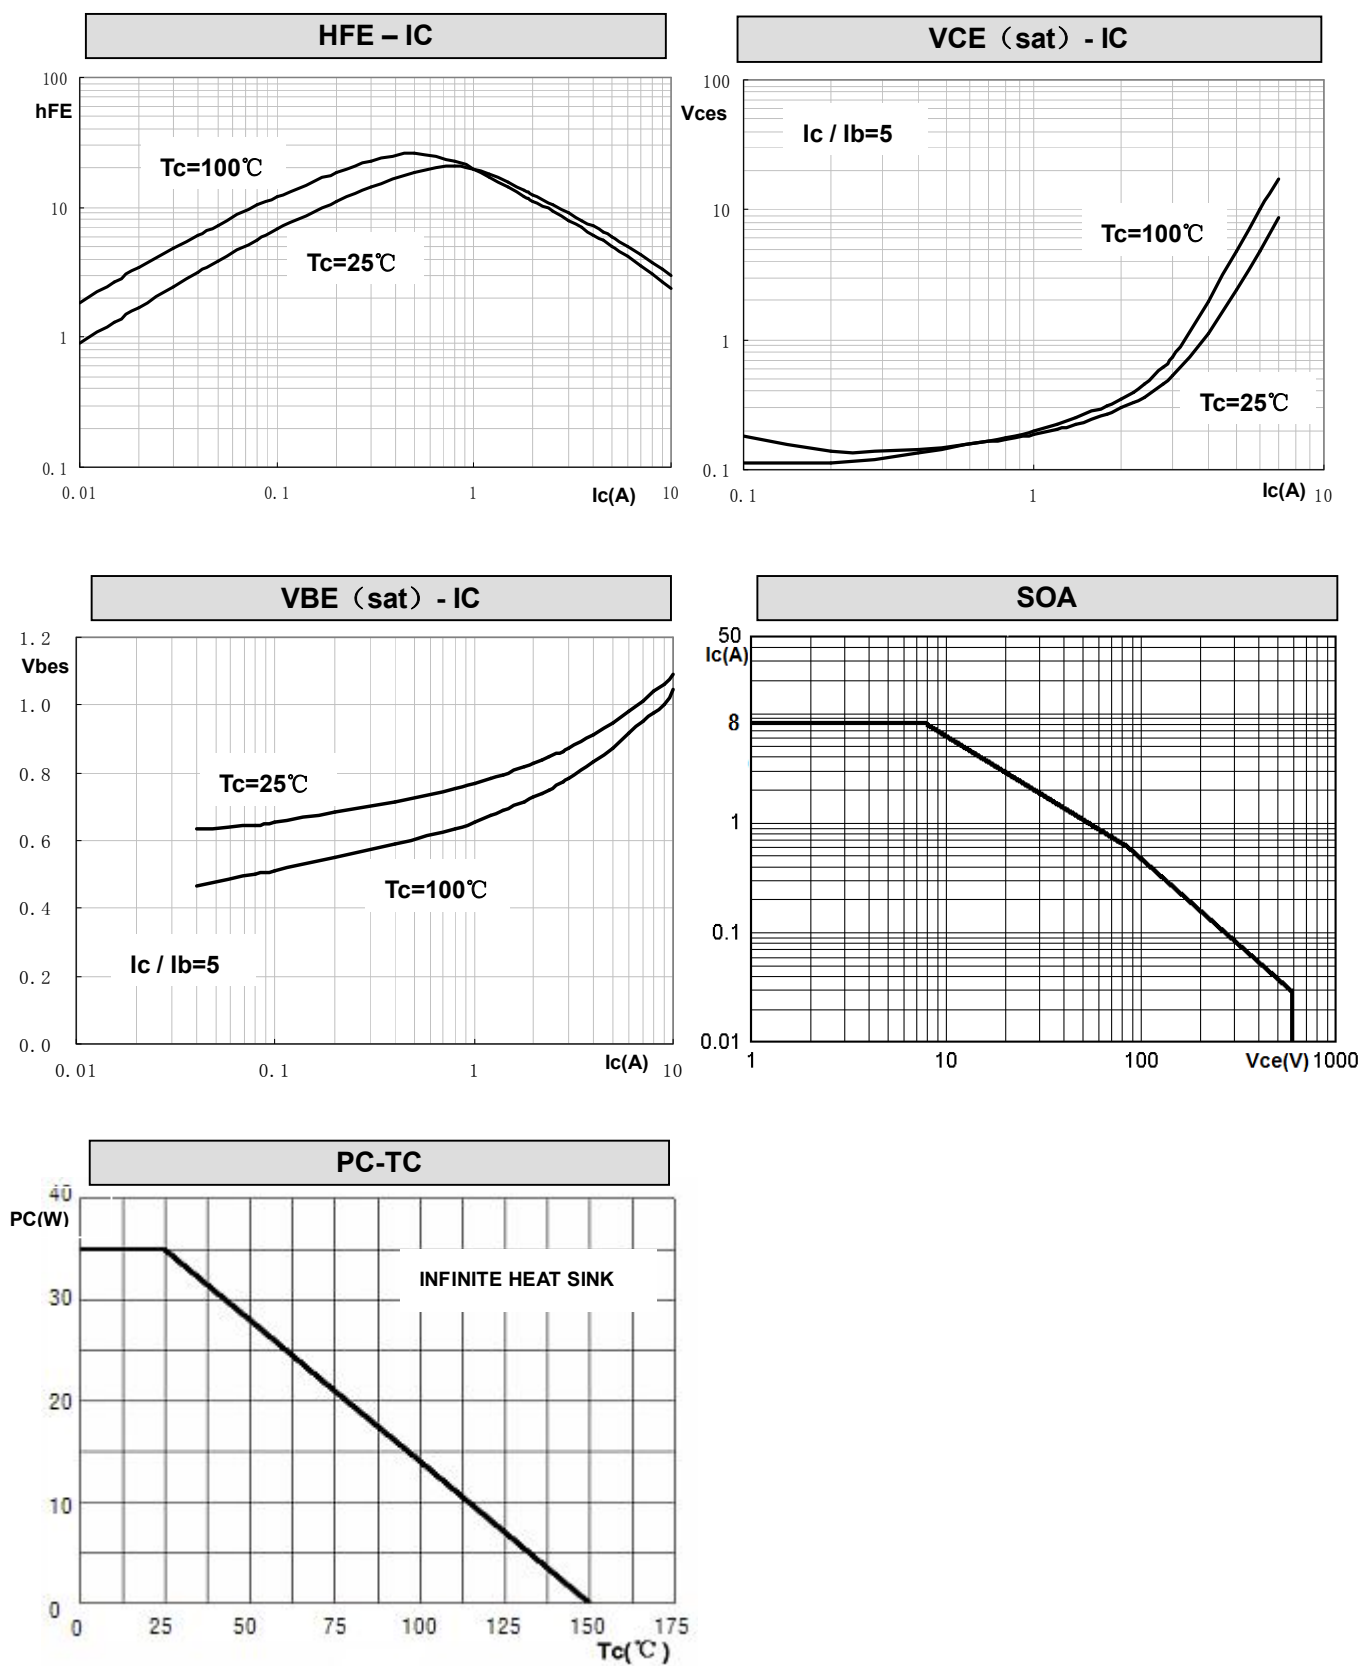 HFE – IC
100
hFE
10
1
0.1
0.01
0.1
1
Ic(A)
10
Tc=100℃
Tc=25℃
VCE（sat）- IC
100
Vces
10
1
0.1
0.1
1
Ic(A)
10
Ic / Ib=5
Tc=100℃
Tc=25℃
VBE（sat）- IC
1.2
Vbes
1.0
0.8
0.6
0.4
0.2
0.0
0.01
0.1
1
Ic(A)
10
Tc=25℃
Tc=100℃
Ic / Ib=5
SOA
50
Ic(A)
8
1
0.1
0.01
1
10
100
Vce(V)
1000
PC-TC
40
PC(W)
30
20
10
0
0
25
50
75
100
125
150
175
Tc(℃)
INFINITE HEAT SINK